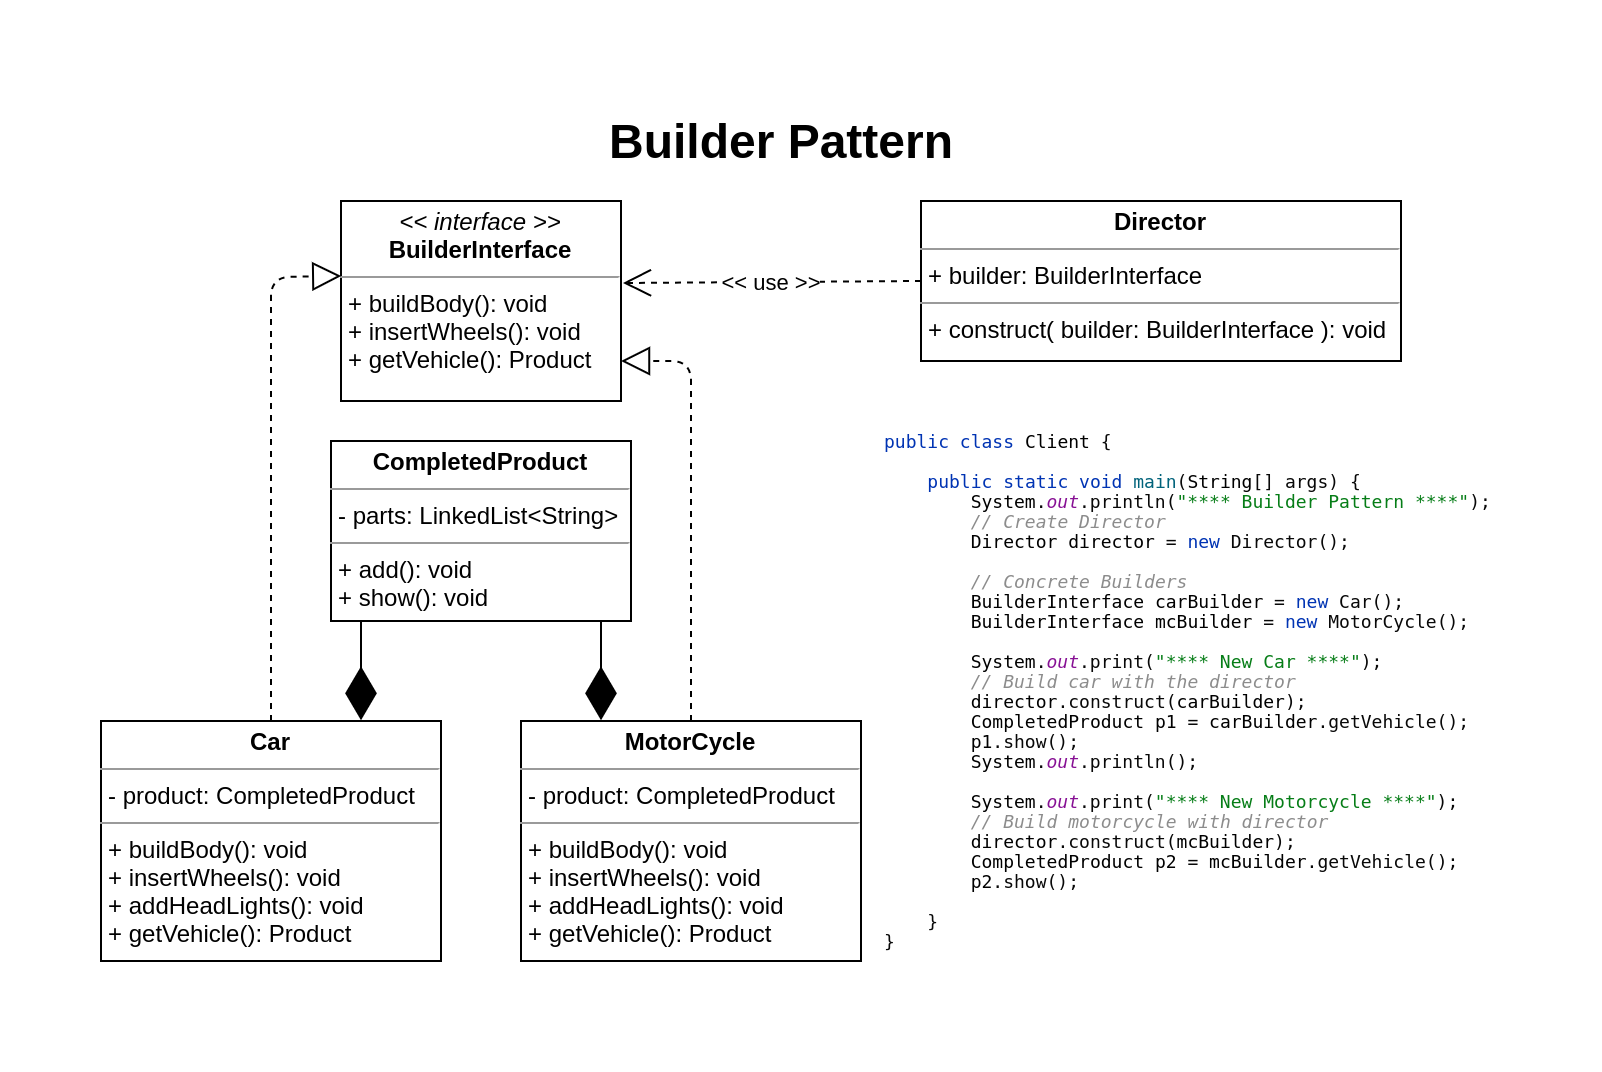 Builder Pattern
<< interface >>
BuilderInterface
+ buildBody(): void
+ insertWheels(): void
+ getVehicle(): Product
<< use >>
Director
+ builder: BuilderInterface
+ construct( builder: BuilderInterface ): void
CompletedProduct
- parts: LinkedList<String>
+ add(): void
+ show(): void
Car
- product: CompletedProduct
+ buildBody(): void
+ insertWheels(): void
+ addHeadLights(): void
+ getVehicle(): Product
MotorCycle
- product: CompletedProduct
+ buildBody(): void
+ insertWheels(): void
+ addHeadLights(): void
+ getVehicle(): Product
public class Client {
    public static void main(String[] args) {
        System.out.println("**** Builder Pattern ****");
        // Create Director
        Director director = new Director();
        // Concrete Builders
        BuilderInterface carBuilder = new Car();
        BuilderInterface mcBuilder = new MotorCycle();
        System.out.print("**** New Car ****");
        // Build car with the director
        director.construct(carBuilder);
        CompletedProduct p1 = carBuilder.getVehicle();
        p1.show();
        System.out.println();
        System.out.print("**** New Motorcycle ****");
        // Build motorcycle with director
        director.construct(mcBuilder);
        CompletedProduct p2 = mcBuilder.getVehicle();
        p2.show();
    }
}